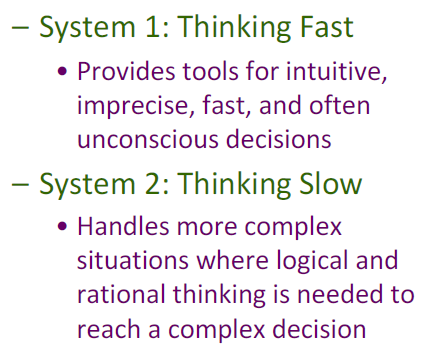 – System 1: Thinking Fast
• Provides tools for intuitive,
imprecise, fast, and often
unconscious decisions
– System 2: Thinking Slow
• Handles more complex
situations where logical and
rational thinking is needed to
reach a complex decision